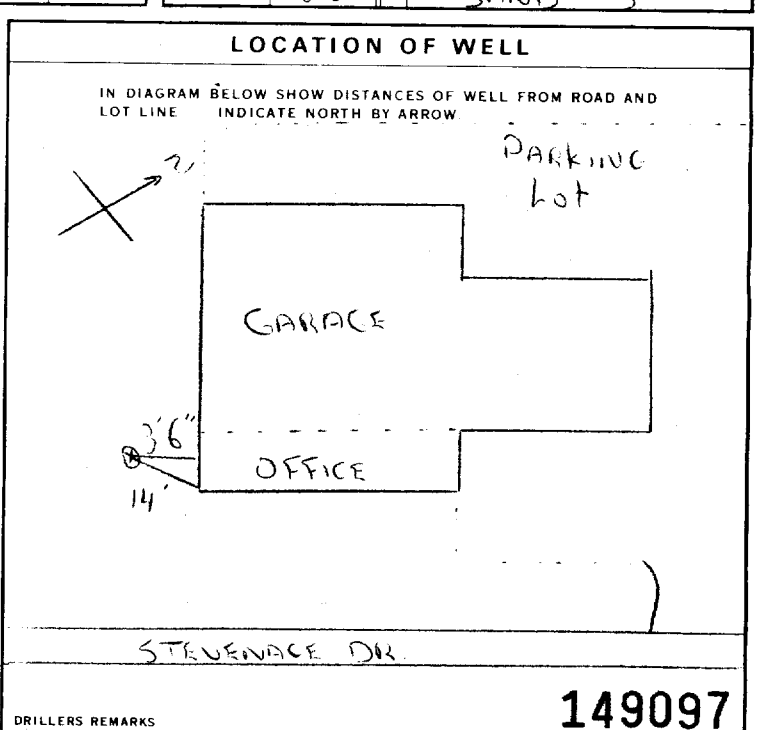 LOCATION OF WELL
IN DIAGRAM BELOW SHOW DISTANCES OF WELL FROM ROAD AND
LOT LINE INDICATE NORTH BY ARROW.
N
PARKING
Lot
GARAGE
3'6"
OFFICE
14'
STEVENAGE DR.
149097
DRILLERS REMARKS